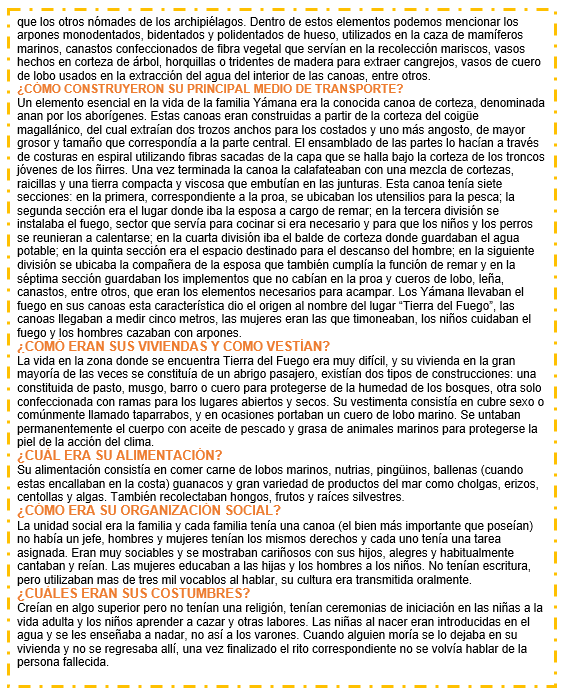 que los otros nómades de los archipiélagos. Dentro de estos elementos podemos mencionar los
arpones monodentados, bidentados y polidentados de hueso, utilizados en la caza de mamíferos
marinos, canastos confeccionados de fibra vegetal que servían en la recolección mariscos, vasos
hechos en corteza de árbol, horquillas o tridentes de madera para extraer cangrejos, vasos de cuero
de lobo usados en la extracción del agua del interior de las canoas, entre otros.
¿CÓMO CONSTRUYERON SU PRINCIPAL MEDIO DE TRANSPORTE?
Un elemento esencial en la vida de la familia Yámana era la conocida canoa de corteza, denominada
anan por los aborígenes. Estas canoas eran construidas a partir de la corteza del coigüe
magallánico, del cual extraían dos trozos anchos para los costados y uno más angosto, de mayor
grosor y tamaño que correspondía a la parte central. El ensamblado de las partes lo hacían a través
de costuras en espiral utilizando fibras sacadas de la capa que se halla bajo la corteza de los troncos
jóvenes de los ñirres. Una vez terminada la canoa la calafateaban con una mezcla de cortezas,
raicillas y una tierra compacta y viscosa que embutían en las junturas. Esta canoa tenía siete
secciones: en la primera, correspondiente a la proa, se ubicaban los utensilios para la pesca; la
segunda sección era el lugar donde iba la esposa a cargo de remar; en la tercera división se
instalaba el fuego, sector que servía para cocinar si era necesario y para que los niños y los perros
se reunieran a calentarse; en la cuarta división iba el balde de corteza donde guardaban el agua
potable; en la quinta sección era el espacio destinado para el descanso del hombre; en la siguiente
división se ubicaba la compañera de la esposa que también cumplía la función de remar y en la
séptima sección guardaban los implementos que no cabían en la proa y cueros de lobo, leña,
canastos, entre otros, que eran los elementos necesarios para acampar. Los Yámana llevaban el
fuego en sus canoas esta característica dio el origen al nombre del lugar “Tierra del Fuego”, las
canoas llegaban a medir cinco metros, las mujeres eran las que timoneaban, los niños cuidaban el
fuego y los hombres cazaban con arpones.
¿COMÓ ERAN SUS VIVIENDAS Y CÓMO VESTÍAN?
La vida en la zona donde se encuentra Tierra del Fuego era muy difícil, y su vivienda en la gran
mayoría de las veces se constituía de un abrigo pasajero, existían dos tipos de construcciones: una
constituida de pasto, musgo, barro o cuero para protegerse de la humedad de los bosques, otra solo
confeccionada con ramas para los lugares abiertos y secos. Su vestimenta consistía en cubre sexo o
comúnmente llamado taparrabos, y en ocasiones portaban un cuero de lobo marino. Se untaban
permanentemente el cuerpo con aceite de pescado y grasa de animales marinos para protegerse la
piel de la acción del clima.
¿CUÁL ERA SU ALIMENTACIÓN?
Su alimentación consistía en comer carne de lobos marinos, nutrias, pingüinos, ballenas (cuando
estas encallaban en la costa) guanacos y gran variedad de productos del mar como cholgas, erizos,
centollas y algas. También recolectaban hongos, frutos y raíces silvestres.
¿CÓMO ERA SU ORGANIZACIÓN SOCIAL?
La unidad social era la familia y cada familia tenía una canoa (el bien más importante que poseían)
no había un jefe, hombres y mujeres tenían los mismos derechos y cada uno tenía una tarea
asignada. Eran muy sociables y se mostraban cariñosos con sus hijos, alegres y habitualmente
cantaban y reían. Las mujeres educaban a las hijas y los hombres a los niños. No tenían escritura,
pero utilizaban mas de tres mil vocablos al hablar, su cultura era transmitida oralmente.
¿CUÁLES ERAN SUS COSTUMBRES?
Creían en algo superior pero no tenían una religión, tenían ceremonias de iniciación en las niñas a la
vida adulta y los niños aprender a cazar y otras labores. Las niñas al nacer eran introducidas en el
agua y se les enseñaba a nadar, no así a los varones. Cuando alguien moría se lo dejaba en su
vivienda y no se regresaba allí, una vez finalizado el rito correspondiente no se volvía hablar de la
persona fallecida.